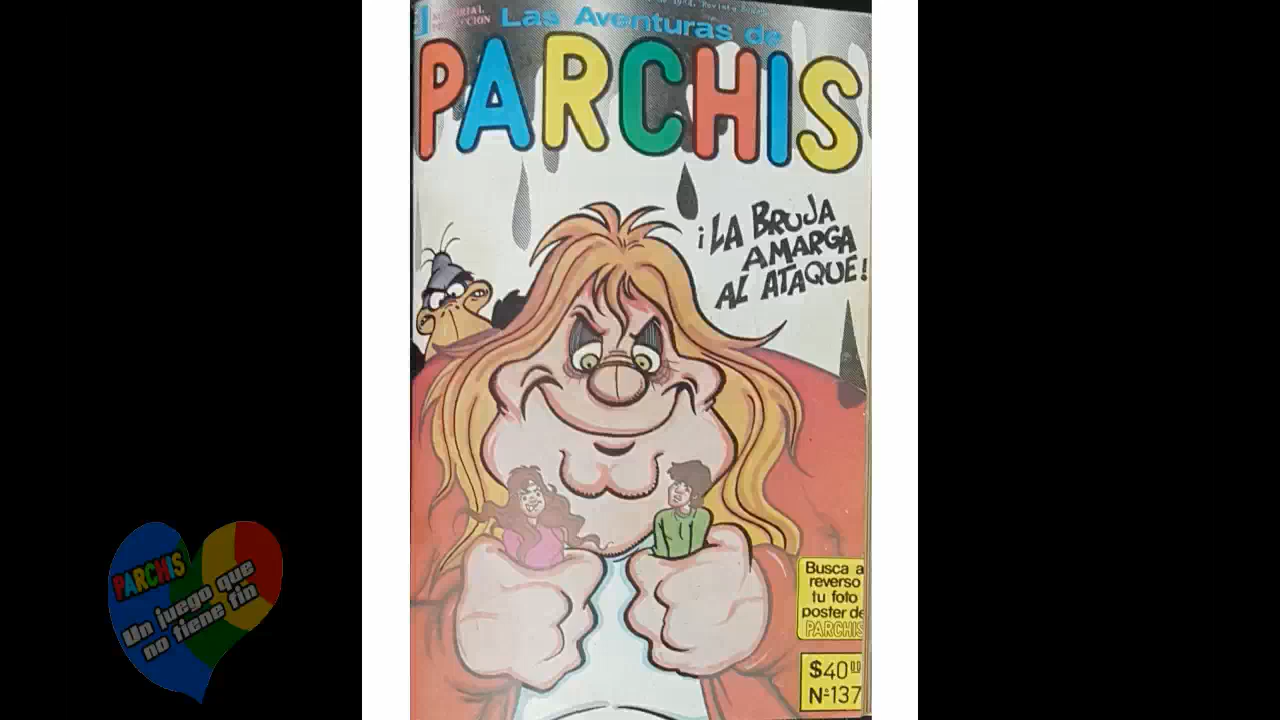 Las Aventuras de
PARCHIS
¡LA BRUJA
AMARGA
AL ATAQUE!
Busca a
reverso
tu foto
poster de
PARCHIS
$40
Nº137
PARCHIS
Un juego que
no tiene fin